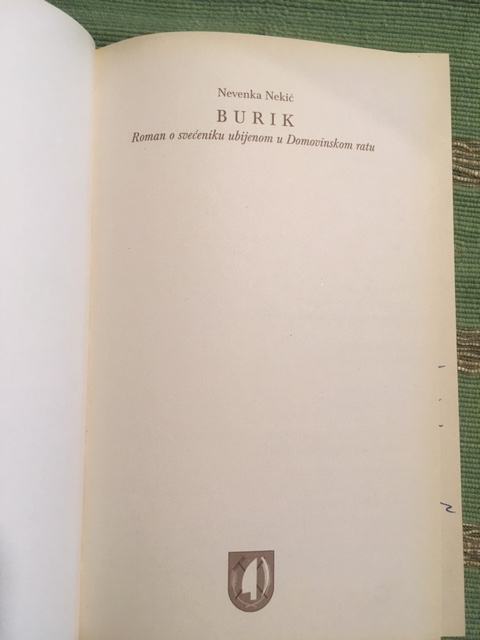 Nevenka Nekić
BURIK
Roman o svećeniku ubijenom u Domovinskom ratu